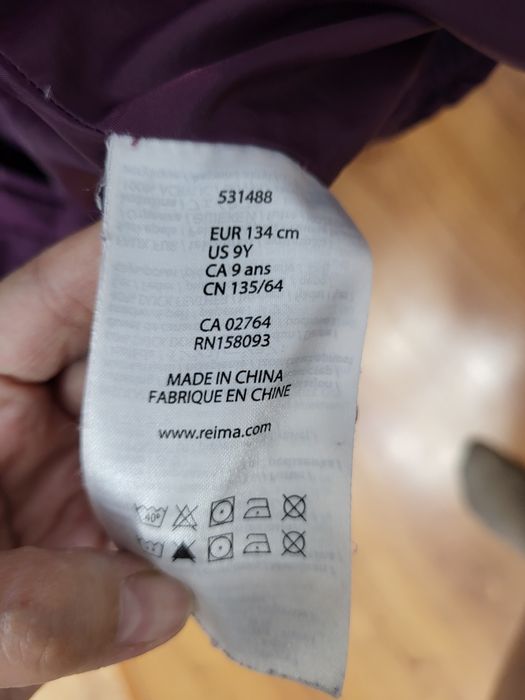 531488
EUR 134 cm
US 9Y
CA 9 ans
CN 135/64
CA 02764
RN158093
MADE IN CHINA
FABRIQUE EN CHINE
www.reima.com
40°